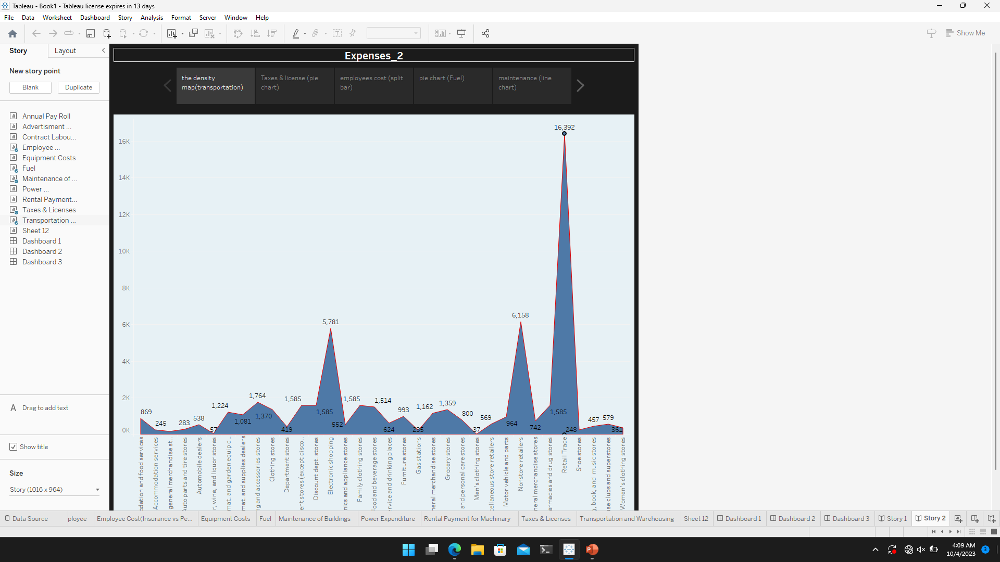 Tableau - Book1 - Tableau license expires in 13 days
File Data Worksheet Dashboard Story Analysis Format Server Window Help
Show Me
Story Layout
New story point
Blank Duplicate
Annual Pay Roll
Advertisment ...
Contract Labou...
Employee ...
Equipment Costs
Fuel
Maintenance of ...
Power ...
Rental Payment...
Taxes & Licenses
Transportation ...
Sheet 12
Dashboard 1
Dashboard 2
Dashboard 3
A Drag to add text
Show title
Size
Story (1016 x 964)
Expenses_2
the density
map(transportation)
Taxes & license (pie
chart)
employees cost (split
bar)
pie chart (Fuel)
maintenance (line
chart)
16K
14K
12K
10K
8K
6K
4K
2K
0K
869
245
283
538
57
1,224
1,081
1,764
1,370
419
1,585
1,585
5,781
552
1,585
1,514
624
993
235
1,162
1,359
800
37
569
964
6,158
742
1,585
16,392
248
457
579
361
odation and food services
Accommodation services
general merchandise st..
Auto parts and tire stores
Automobile dealers
r, wine, and liquor stores
mat. and garden equip d..
mat. and supplies dealers
ng and accessories stores
Clothing stores
Department stores
ent stores (except disco..
Discount dept. stores
Electronic shopping
nics and appliance stores
Family clothing stores
Food and beverage stores
ervice and drinking places
Furniture stores
Gas stations
neral merchandise stores
Grocery stores
and personal care stores
Men's clothing stores
cellaneous store retailers
Motor vehicle and parts
Nonstore retailers
neral merchandise stores
armacies and drug stores
Retail Trade
Shoe stores
g, book, and music stores
use clubs and superstores
Women's clothing stores
Data Source ployee Employee Cost(Insurance vs Pe... Equipment Costs Fuel Maintenance of Buildings Power Expenditure Rental Payment for Machinery Taxes & Licenses Transportation and Warehousing Sheet 12 Dashboard 1 Dashboard 2 Dashboard 3 Story 1 Story 2
4:09 AM
10/4/2023
3